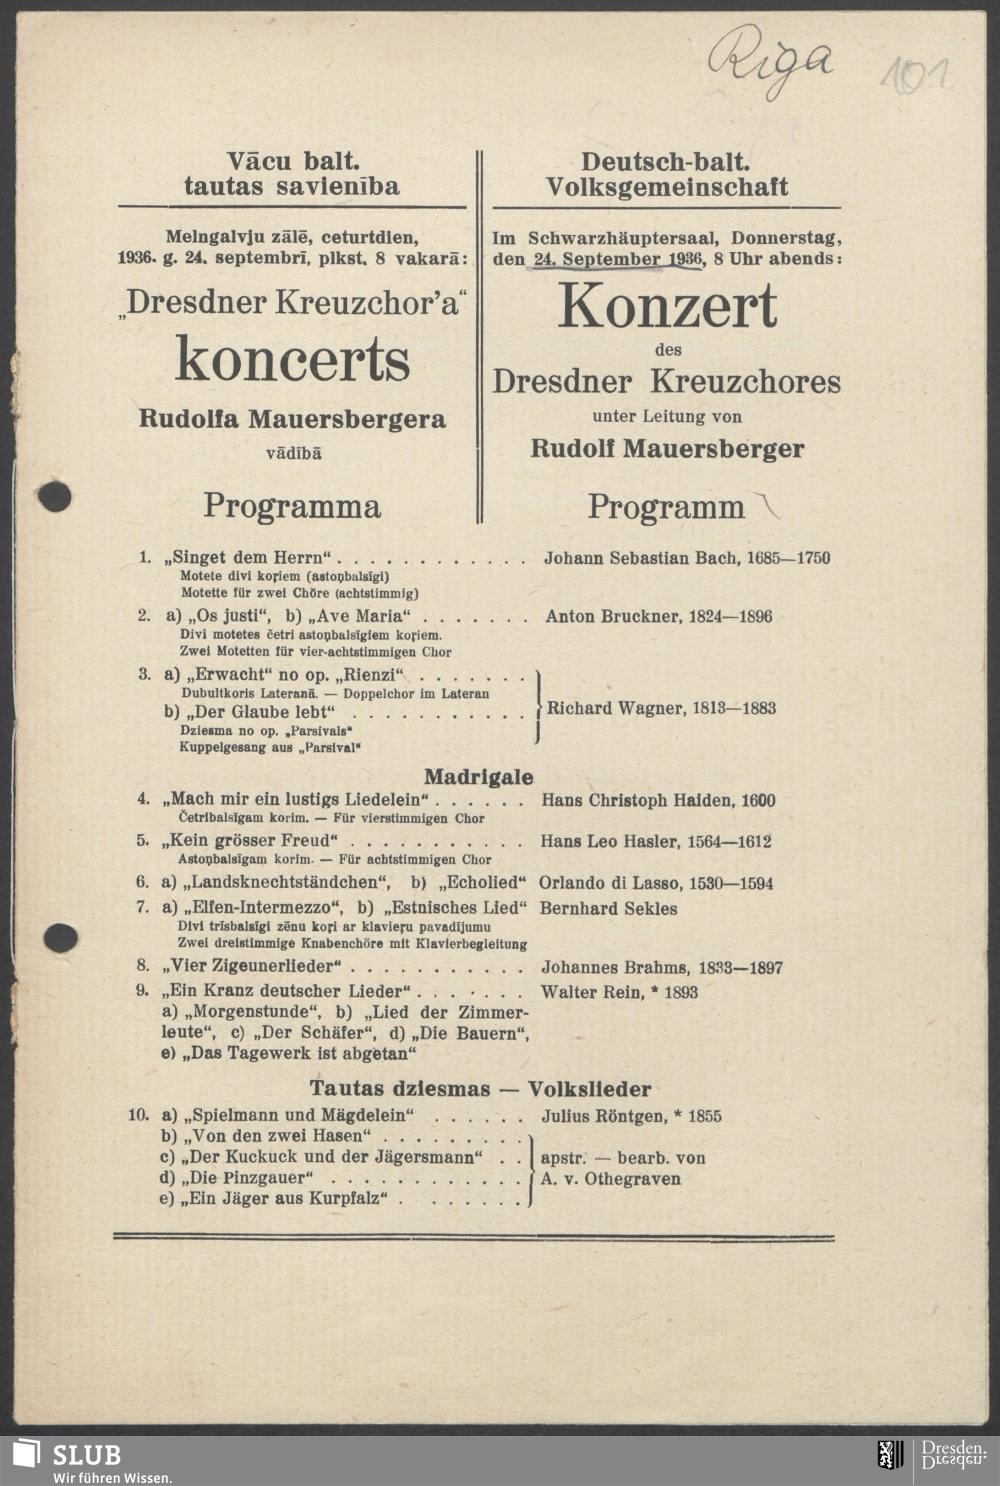 Riga
101
Vācu balt.
tautas savienība
Melngalvju zālē, ceturtdien,
1936. g. 24. septembrī, plkst. 8 vakarā:
„Dresdner Kreuzchor’a“
koncerts
Rudolfa Mauersbergera
vādībā
Programma
Deutsch-balt.
Volksgemeinschaft
Im Schwarzhäuptersaal, Donnerstag,
den 24. September 1936, 8 Uhr abends:
Konzert
des
Dresdner Kreuzchores
unter Leitung von
Rudolf Mauersberger
Programm
1. „Singet dem Herrn“ . . . . . . . . . . . . Johann Sebastian Bach, 1685—1750
Motete divi koŗiem (astoņbalsīgi)
Motette für zwei Chöre (achtstimmig)
2. a) „Os justi“, b) „Ave Maria“ . . . . . . . . Anton Bruckner, 1824—1896
Divi motetes četri astoņbalsīgiem koŗiem.
Zwei Motetten für vier-achtstimmigen Chor
3. a) „Erwacht“ no op. „Rienzi“ . . . . . . . .
Dubultkoris Lateranā. — Doppelchor im Lateran
b) „Der Glaube lebt“ . . . . . . . . . . . Richard Wagner, 1813—1883
Dziesma no op. „Parsivals“
Kuppelgesang aus „Parsival“
Madrigale
4. „Mach mir ein lustigs Liedelein“ . . . . . . Hans Christoph Haiden, 1600
Četribalsīgam korim. — Für vierstimmigen Chor
5. „Kein grösser Freud“ . . . . . . . . . . . Hans Leo Hasler, 1564—1612
Astoņbalsīgam korim. — Für achtstimmigen Chor
6. a) „Landsknechtständchen“, b) „Echolied“ Orlando di Lasso, 1530—1594
7. a) „Elfen-Intermezzo“, b) „Estnisches Lied“ Bernhard Sekles
Divi trīsbalsīgi zēnu koŗi ar klavieŗu pavadījumu
Zwei dreistimmige Knabenchöre mit Klavierbegleitung
8. „Vier Zigeunerlieder“ . . . . . . . . . . . Johannes Brahms, 1833—1897
9. „Ein Kranz deutscher Lieder“ . . . . . . . Walter Rein, * 1893
a) „Morgenstunde“, b) „Lied der Zimmer-
leute“, c) „Der Schäfer“, d) „Die Bauern“,
e) „Das Tagewerk ist abgetan“
Tautas dziesmas — Volkslieder
10. a) „Spielmann und Mägdelein“ . . . . . . Julius Röntgen, * 1855
b) „Von den zwei Hasen“ . . . . . . . . .
c) „Der Kuckuck und der Jägersmann“ . . apstr. — bearb. von
d) „Die Pinzgauer“ . . . . . . . . . . . . A. v. Othegraven
e) „Ein Jäger aus Kurpfalz“ . . . . . . .
SLUB
Wir führen Wissen.
Dresden.
Dresden.